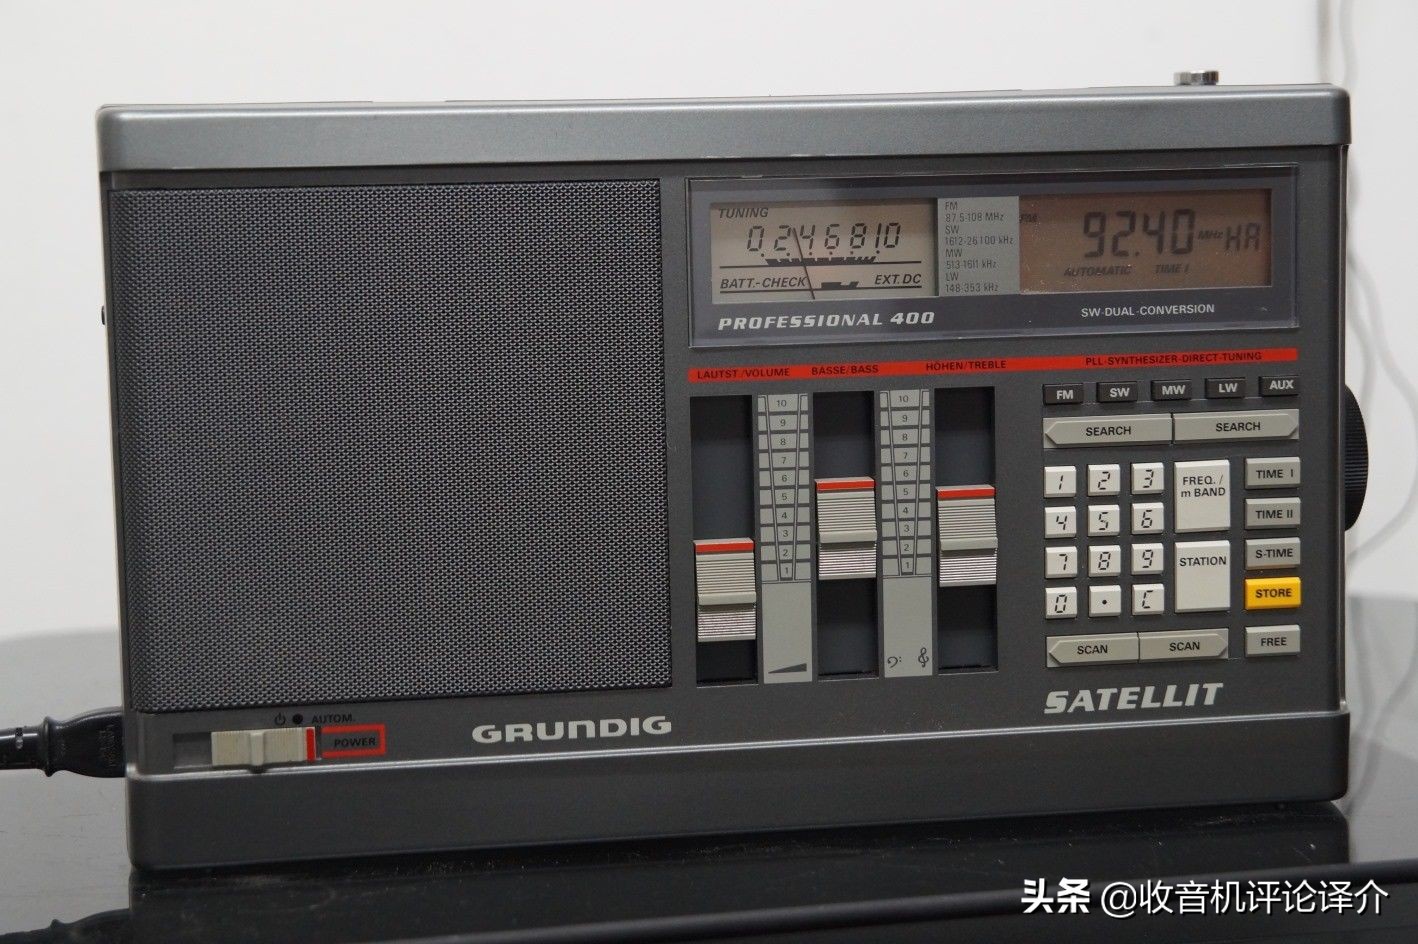 TUNING
0 2 4 6 8 10
BATT.-CHECK EXT. DC
FM
87.5-108 MHz
SW
1612-26100 kHz
MW
513-1611 kHz
LW
148-353 kHz
FM 92.40 MHz HA
AUTOMATIC TIME I
PROFESSIONAL 400
SW-DUAL-CONVERSION
LAUTST./VOLUME BÄSSE/BASS HÖHEN/TREBLE PLL-SYNTHESIZER-DIRECT-TUNING
10 10
9 9
8 8
7 7
6 6
5 5
4 4
3 3
2 2
1 1
FM SW MW LW AUX
SEARCH SEARCH
1 2 3 FREQ./ m BAND TIME I
4 5 6 TIME II
7 8 9 STATION S-TIME
0 . C STORE
SCAN SCAN FREE
SATELLIT
AUTOM.
POWER
GRUNDIG
头条 @收音机评论译介